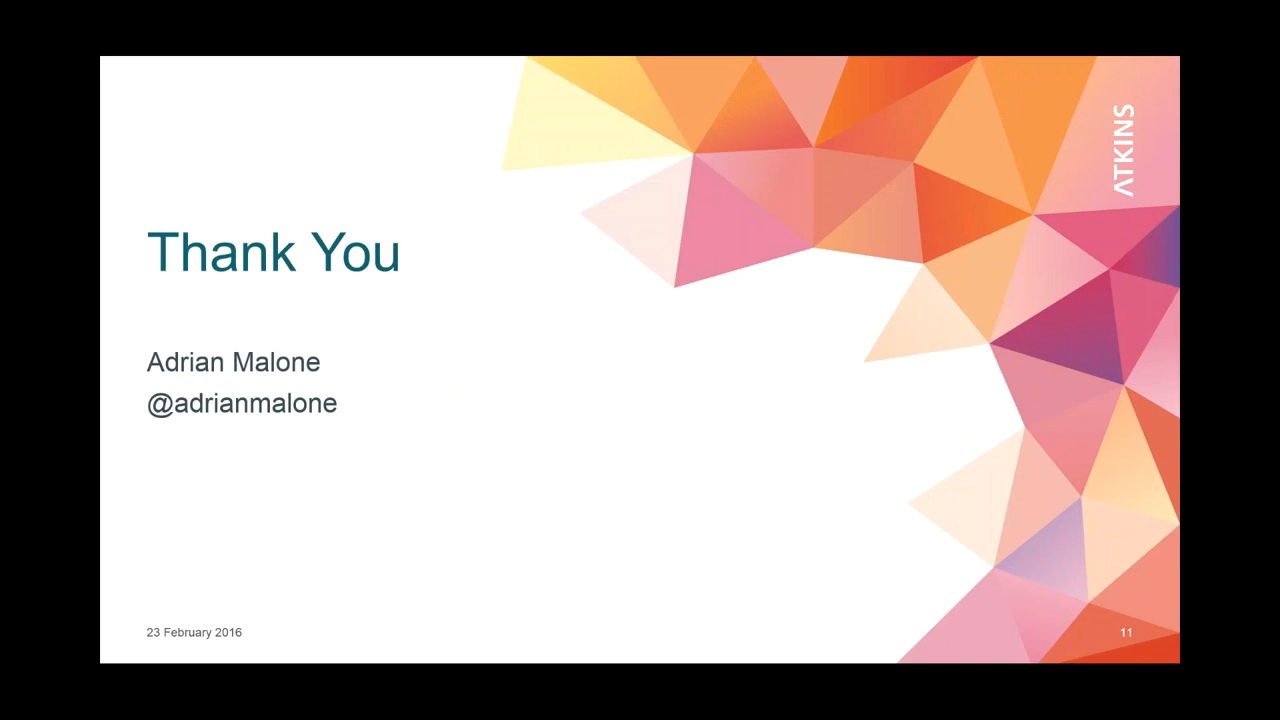 ATKINS
Thank You
Adrian Malone
@adrianmalone
23 February 2016
11